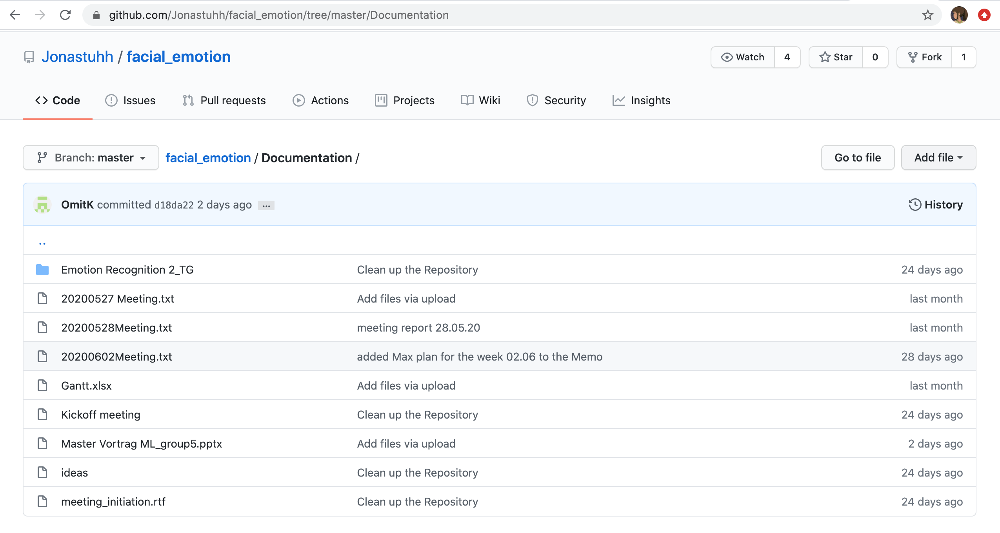 github.com/Jonastuhh/facial_emotion/tree/master/Documentation
Jonastuhh / facial_emotion
Watch 4 Star 0 Fork 1
Code Issues Pull requests Actions Projects Wiki Security Insights
Branch: master facial_emotion / Documentation / Go to file Add file
OmitK committed d18da22 2 days ago ... History
..
Emotion Recognition 2_TG Clean up the Repository 24 days ago
20200527 Meeting.txt Add files via upload last month
20200528Meeting.txt meeting report 28.05.20 last month
20200602Meeting.txt added Max plan for the week 02.06 to the Memo 28 days ago
Gantt.xlsx Add files via upload last month
Kickoff meeting Clean up the Repository 24 days ago
Master Vortrag ML_group5.pptx Add files via upload 2 days ago
ideas Clean up the Repository 24 days ago
meeting_initiation.rtf Clean up the Repository 24 days ago